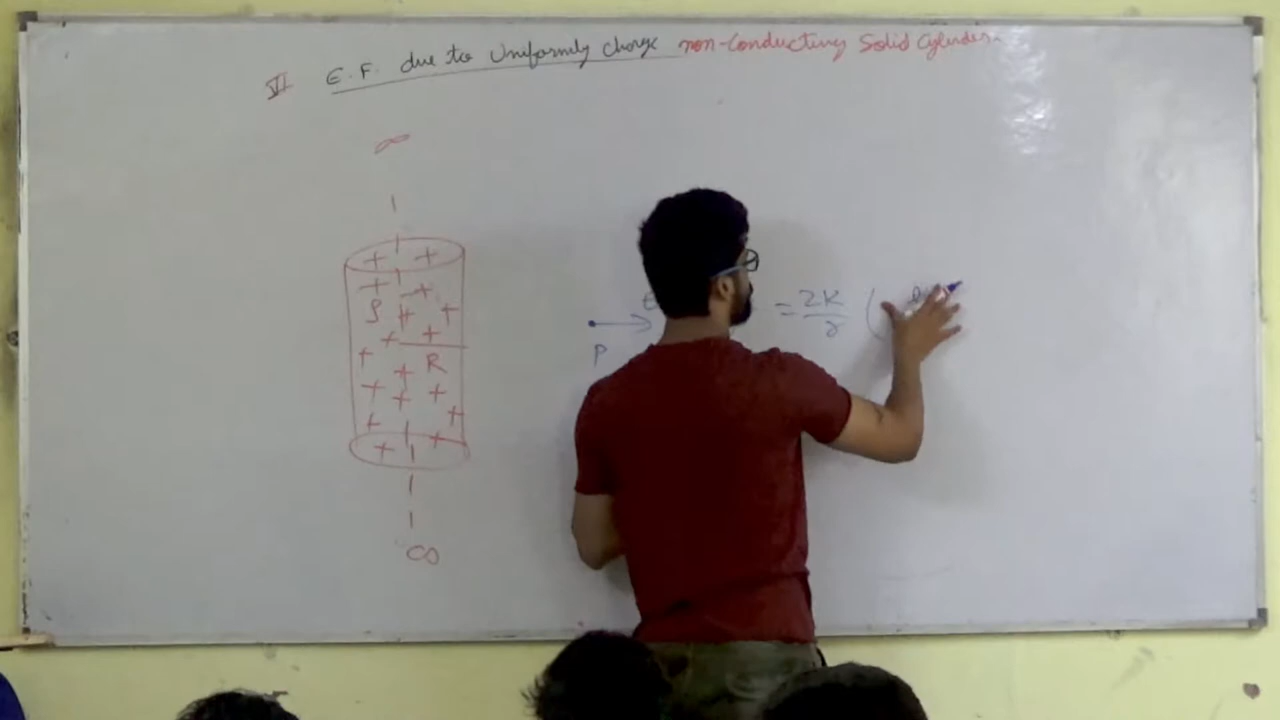 VI E.F. due to Uniformly charge non-Conducting Solid Cylinder
∞
+ +
+ +
ρ + +
+ +
+ + R
+ + +
+ +
+ +
∞
P
= 2K/r (